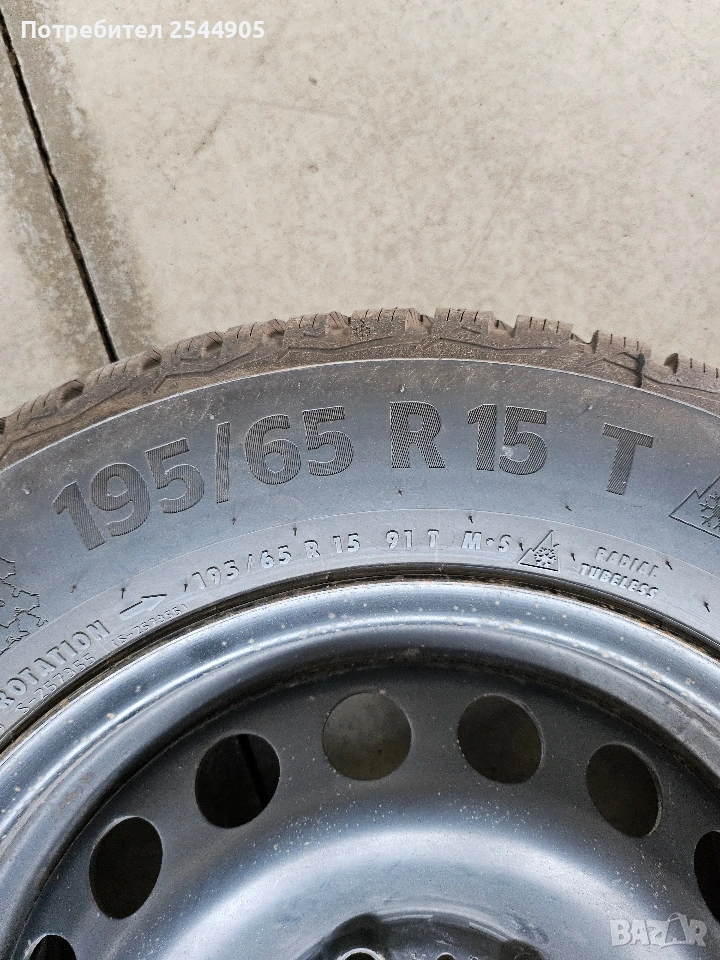 Потребител 2544905
195/65 R 15 T
ROTATION → 195/65 R 15 91 T M·S RADIAL
TUBELESS
BAZAR